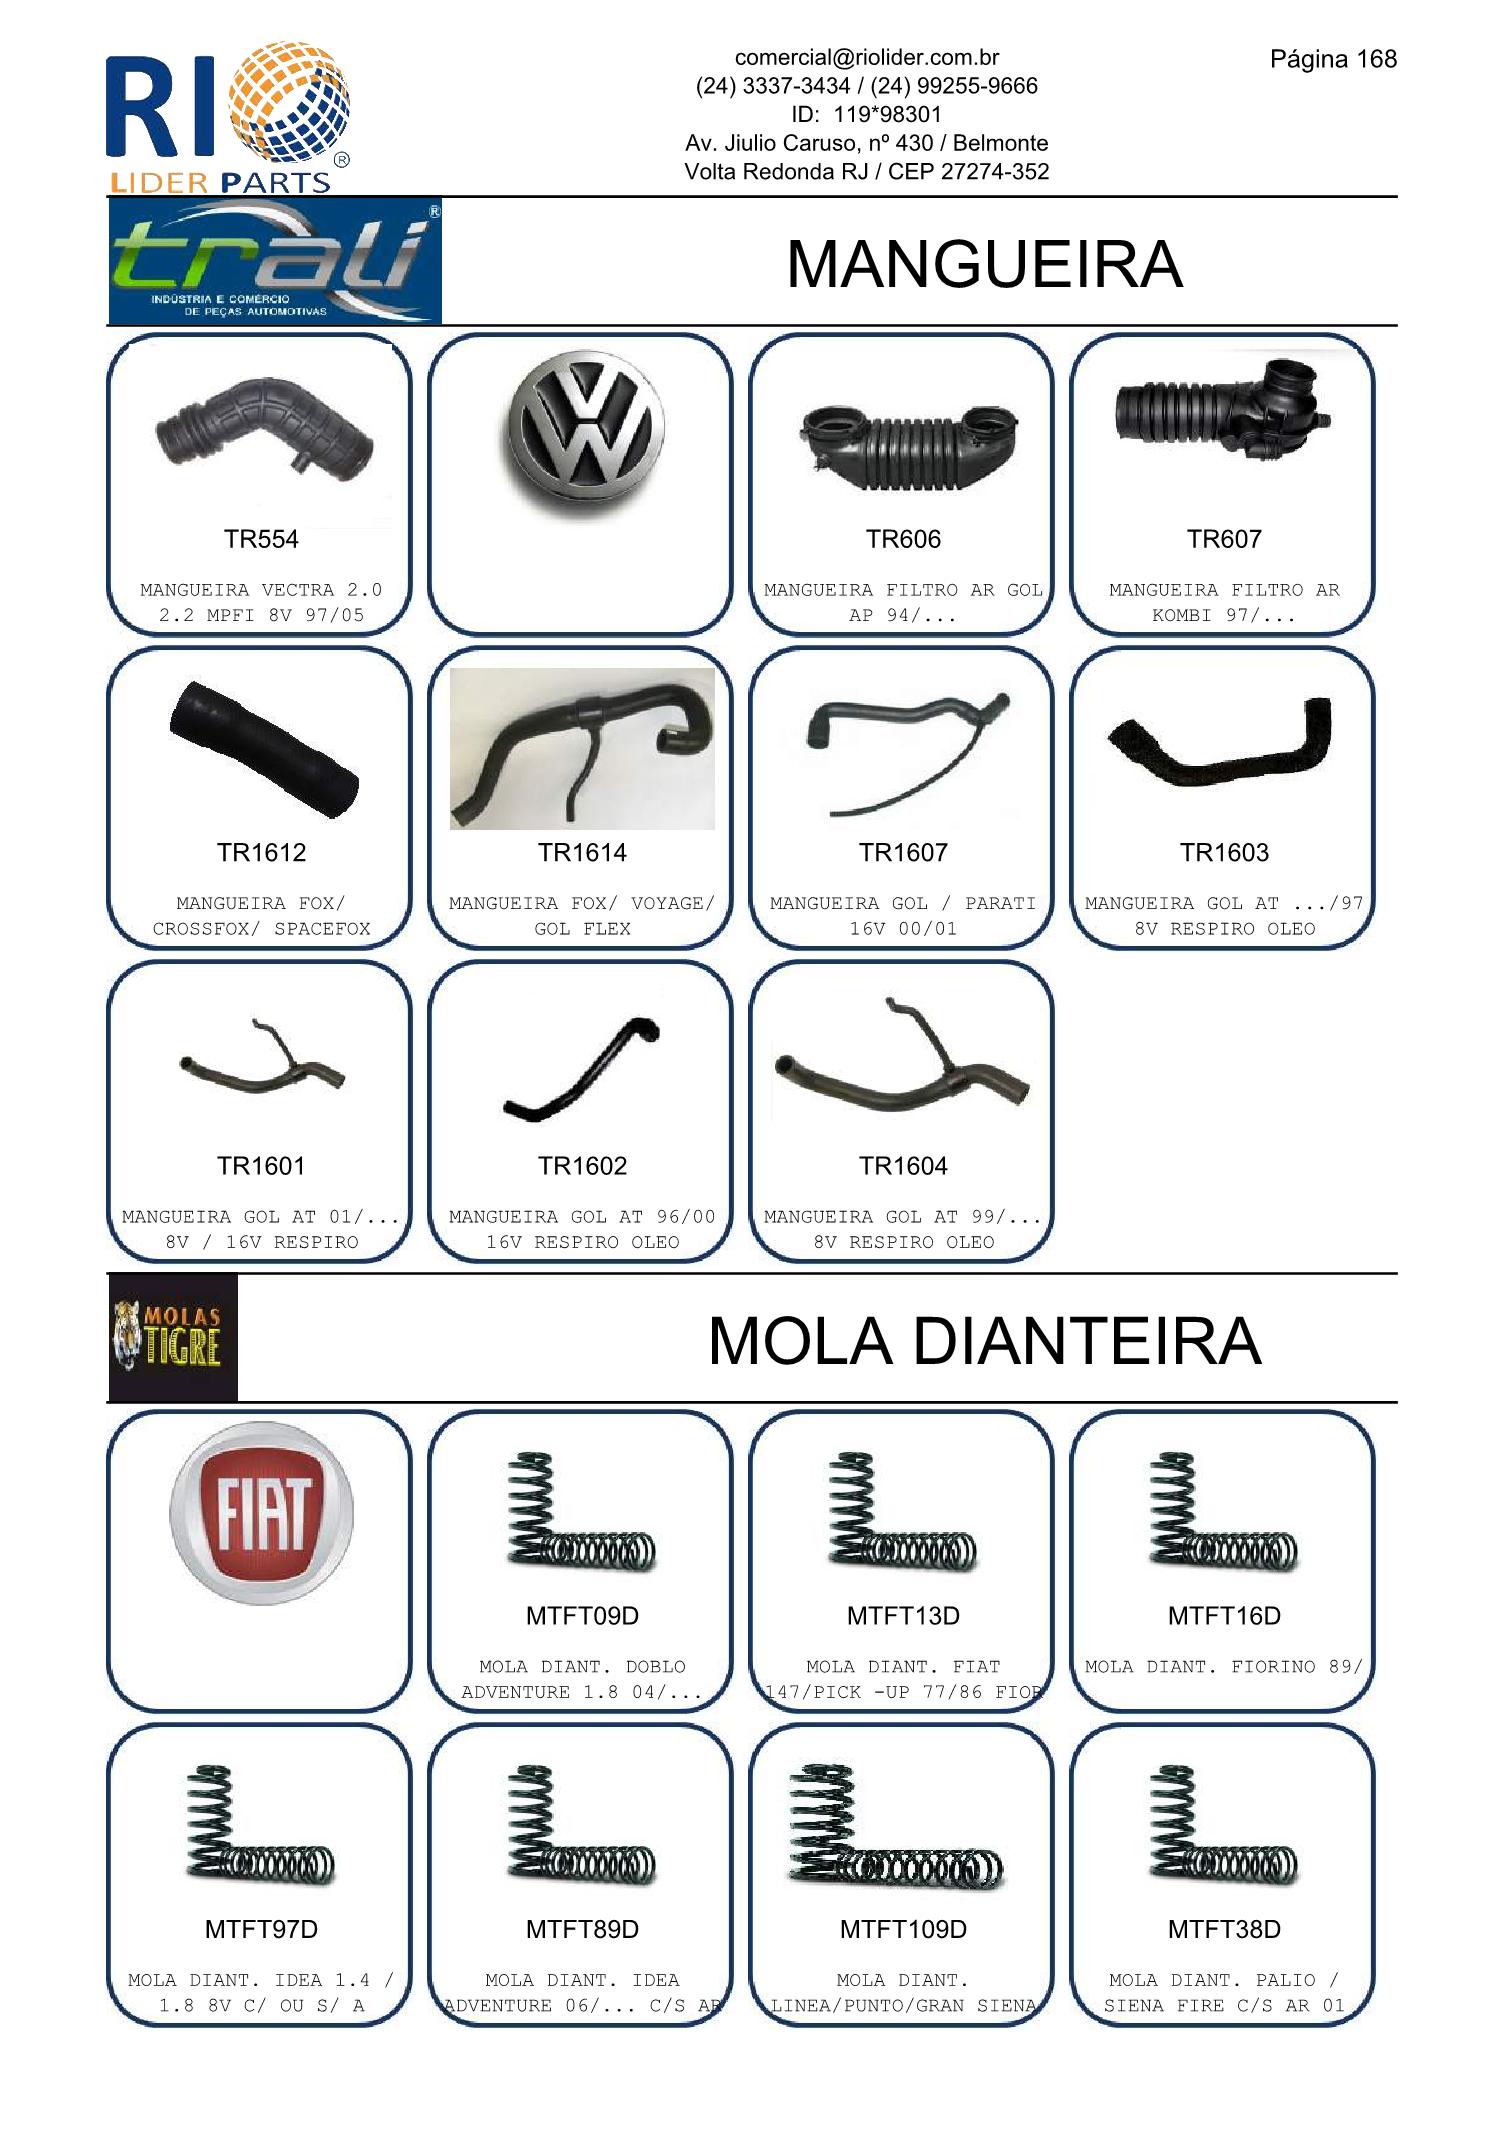 RIO
®
LIDER PARTS
comercial@riolider.com.br
(24) 3337-3434 / (24) 99255-9666
ID: 119*98301
Av. Jiulio Caruso, nº 430 / Belmonte
Volta Redonda RJ / CEP 27274-352
Página 168
trali®
INDÚSTRIA E COMÉRCIO
DE PEÇAS AUTOMOTIVAS
MANGUEIRA
TR554
MANGUEIRA VECTRA 2.0
2.2 MPFI 8V 97/05
VW
TR606
MANGUEIRA FILTRO AR GOL
AP 94/...
TR607
MANGUEIRA FILTRO AR
KOMBI 97/...
TR1612
MANGUEIRA FOX/
CROSSFOX/ SPACEFOX
TR1614
MANGUEIRA FOX/ VOYAGE/
GOL FLEX
TR1607
MANGUEIRA GOL / PARATI
16V 00/01
TR1603
MANGUEIRA GOL AT .../97
8V RESPIRO OLEO
TR1601
MANGUEIRA GOL AT 01/...
8V / 16V RESPIRO
TR1602
MANGUEIRA GOL AT 96/00
16V RESPIRO OLEO
TR1604
MANGUEIRA GOL AT 99/...
8V RESPIRO OLEO
MOLAS
TIGRE
MOLA DIANTEIRA
FIAT
MTFT09D
MOLA DIANT. DOBLO
ADVENTURE 1.8 04/...
MTFT13D
MOLA DIANT. FIAT
147/PICK -UP 77/86 FIOR
MTFT16D
MOLA DIANT. FIORINO 89/
MTFT97D
MOLA DIANT. IDEA 1.4 /
1.8 8V C/ OU S/ A
MTFT89D
MOLA DIANT. IDEA
ADVENTURE 06/... C/S AR
MTFT109D
MOLA DIANT.
LINEA/PUNTO/GRAN SIENA
MTFT38D
MOLA DIANT. PALIO /
SIENA FIRE C/S AR 01